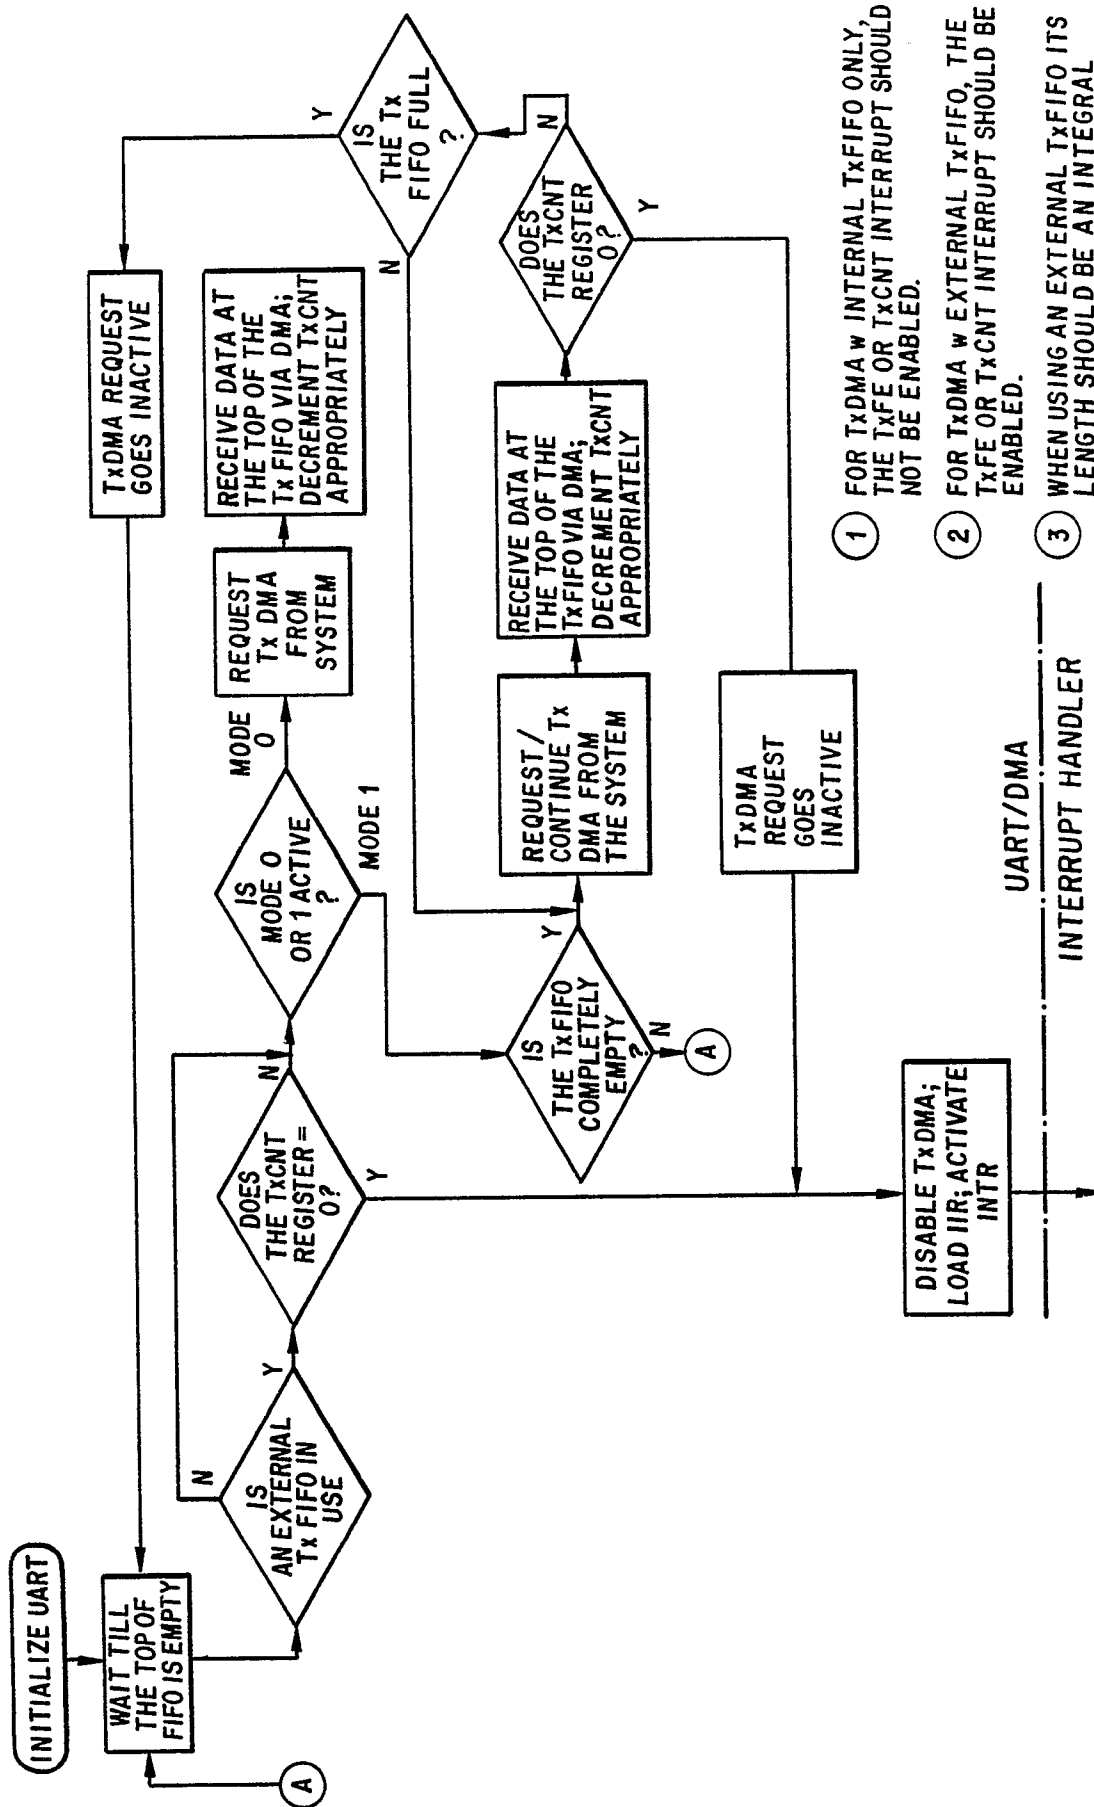 INITIALIZE UART
WAIT TILL
THE TOP OF
FIFO IS EMPTY
A
IS
AN EXTERNAL
Tx FIFO IN
USE
N
Y
DOES
THE TxCNT
REGISTER =
0?
N
Y
IS
MODE 0
OR 1 ACTIVE
?
MODE
0
MODE 1
REQUEST
Tx DMA
FROM
SYSTEM
RECEIVE DATA AT
THE TOP OF THE
Tx FIFO VIA DMA;
DECREMENT TxCNT
APPROPRIATELY
TxDMA REQUEST
GOES INACTIVE
Y
IS
THE Tx
FIFO FULL
?
N
IS
THE TxFIFO
COMPLETELY
EMPTY
?
Y
N
A
REQUEST/
CONTINUE Tx
DMA FROM
THE SYSTEM
RECEIVE DATA AT
THE TOP OF THE
TxFIFO VIA DMA;
DECREMENT TxCNT
APPROPRIATELY
DOES
THE TxCNT
REGISTER
0?
N
Y
TxDMA
REQUEST
GOES
INACTIVE
DISABLE TxDMA;
LOAD IIR; ACTIVATE
INTR
UART/DMA
INTERRUPT HANDLER
1 FOR TxDMA w INTERNAL TxFIFO ONLY,
THE TxFE OR TxCNT INTERRUPT SHOULD
NOT BE ENABLED.
2 FOR TxDMA w EXTERNAL TxFIFO, THE
TxFE OR TxCNT INTERRUPT SHOULD BE
ENABLED.
3 WHEN USING AN EXTERNAL TxFIFO ITS
LENGTH SHOULD BE AN INTEGRAL